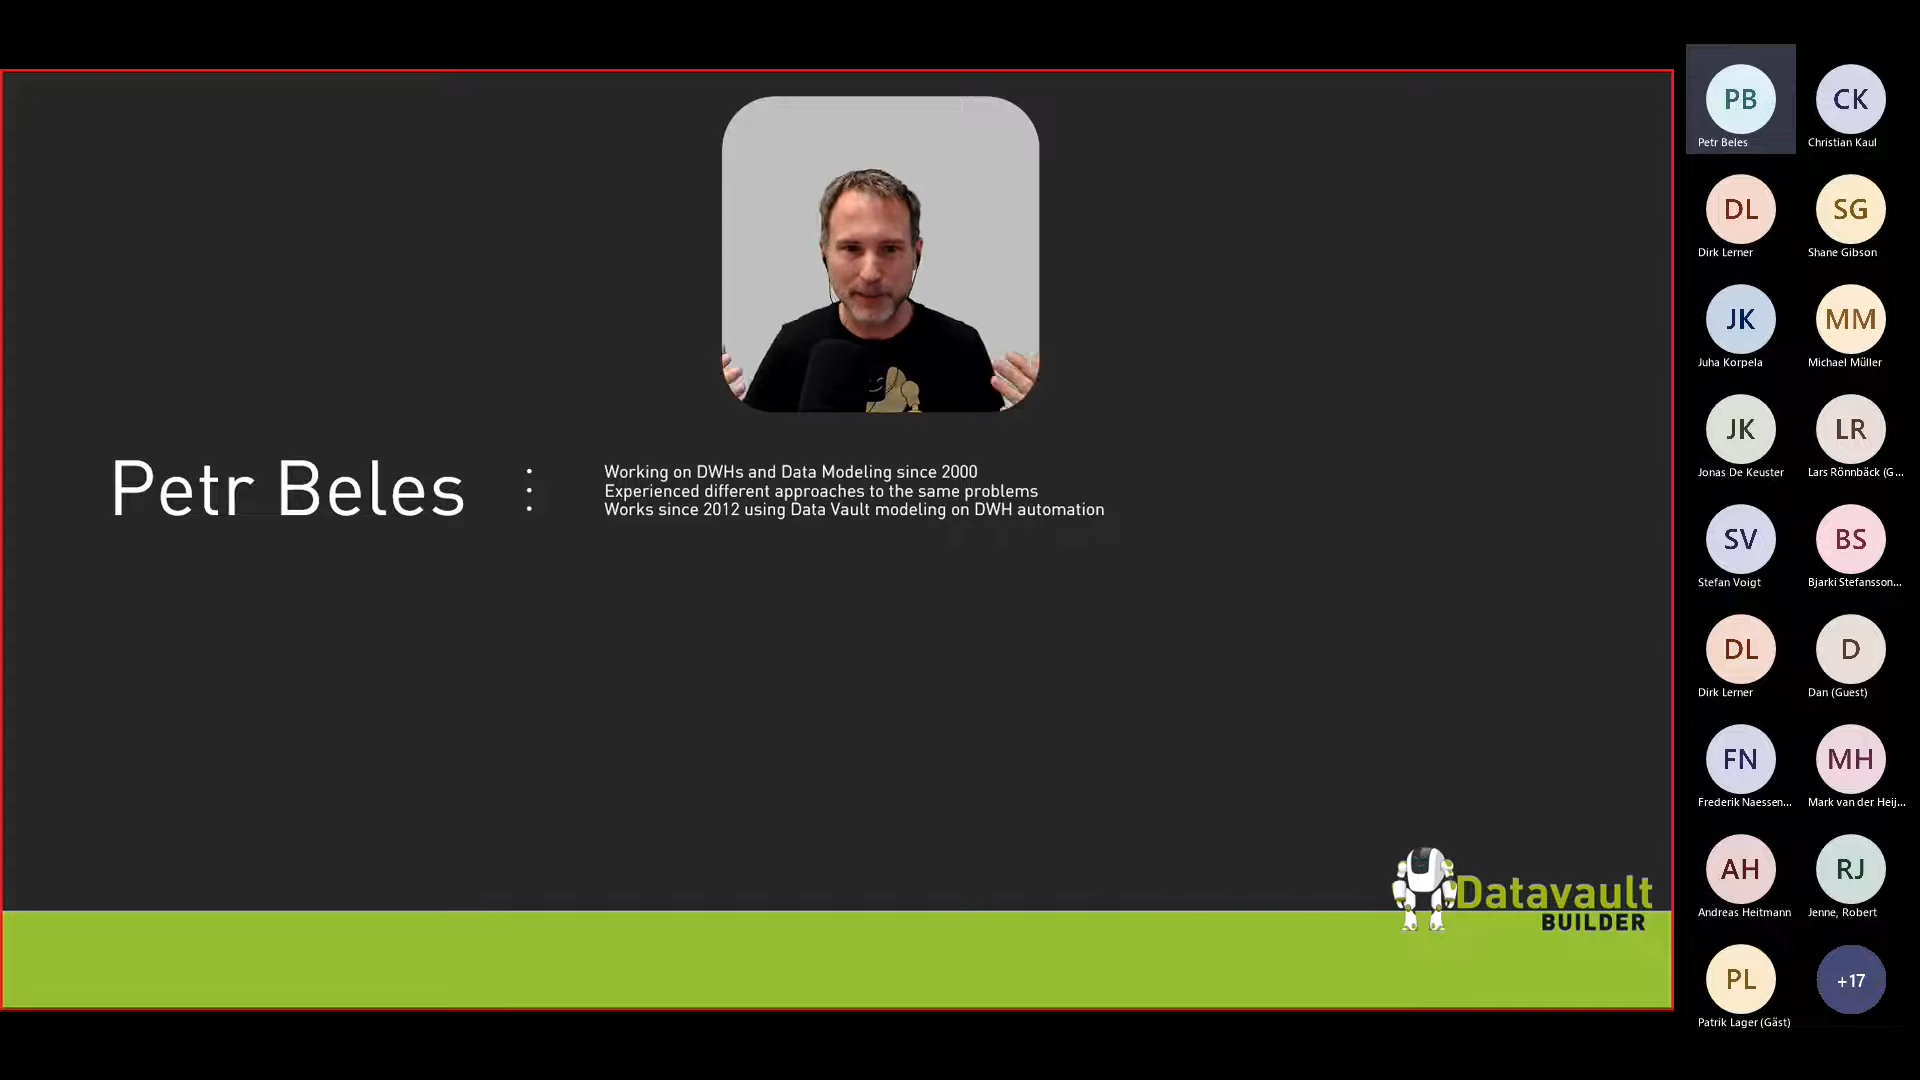 Petr Beles
:
:
:
Working on DWHs and Data Modeling since 2000
Experienced different approaches to the same problems
Works since 2012 using Data Vault modeling on DWH automation
Datavault
BUILDER
PB
Petr Beles
CK
Christian Kaul
DL
Dirk Lerner
SG
Shane Gibson
JK
Juha Korpela
MM
Michael Müller
JK
Jonas De Keuster
LR
Lars Rönnbäck (G...
SV
Stefan Voigt
BS
Bjarki Stefansson...
DL
Dirk Lerner
D
Dan (Guest)
FN
Frederik Naessen...
MH
Mark van der Heij...
AH
Andreas Heitmann
RJ
Jenne, Robert
PL
Patrik Lager (Gäst)
+17